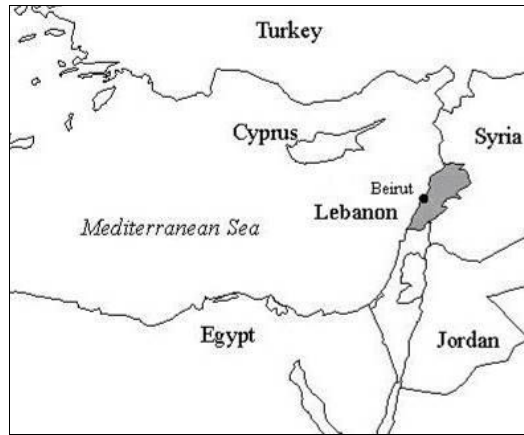 Turkey
Cyprus
Syria
Beirut
Lebanon
Mediterranean Sea
Egypt
Jordan